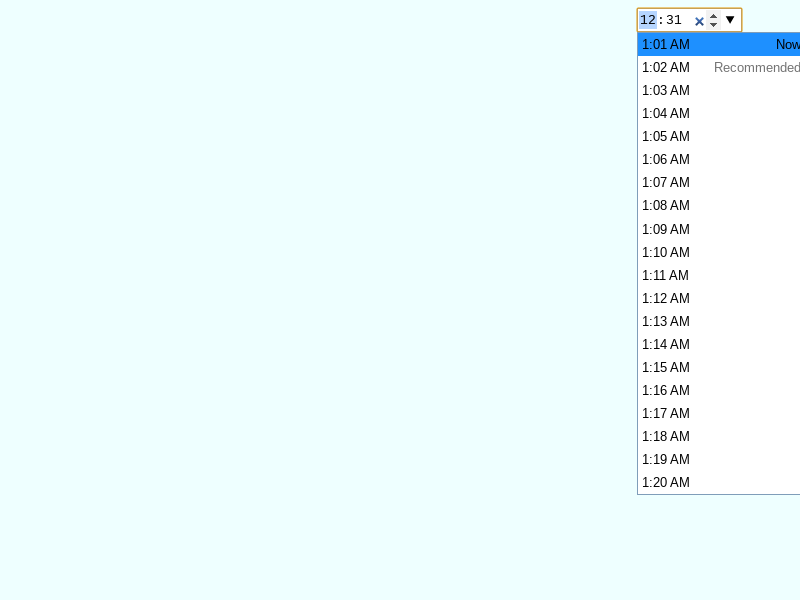 12:31
1:01 AM Now
1:02 AM Recommended
1:03 AM
1:04 AM
1:05 AM
1:06 AM
1:07 AM
1:08 AM
1:09 AM
1:10 AM
1:11 AM
1:12 AM
1:13 AM
1:14 AM
1:15 AM
1:16 AM
1:17 AM
1:18 AM
1:19 AM
1:20 AM